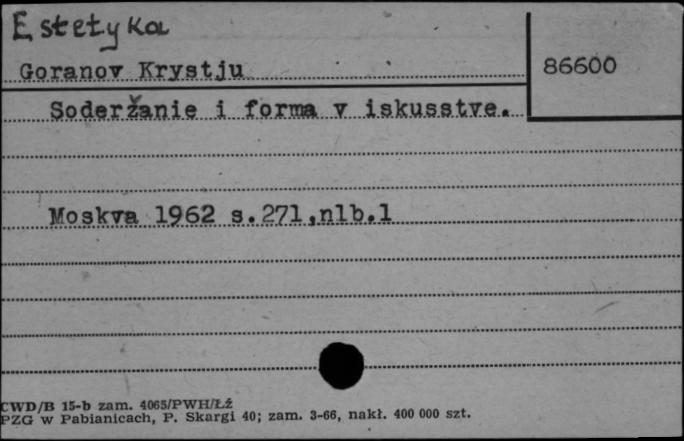 Estetyka
Goranov Krystju
86600
Soderžanie i forma v iskusstve.
Moskva 1962 s.271,nlb.1
CWD/B 15-b zam. 4065/PWH/Łź
PZG w Pabianicach, P. Skargi 40; zam. 3-66, nakł. 400 000 szt.